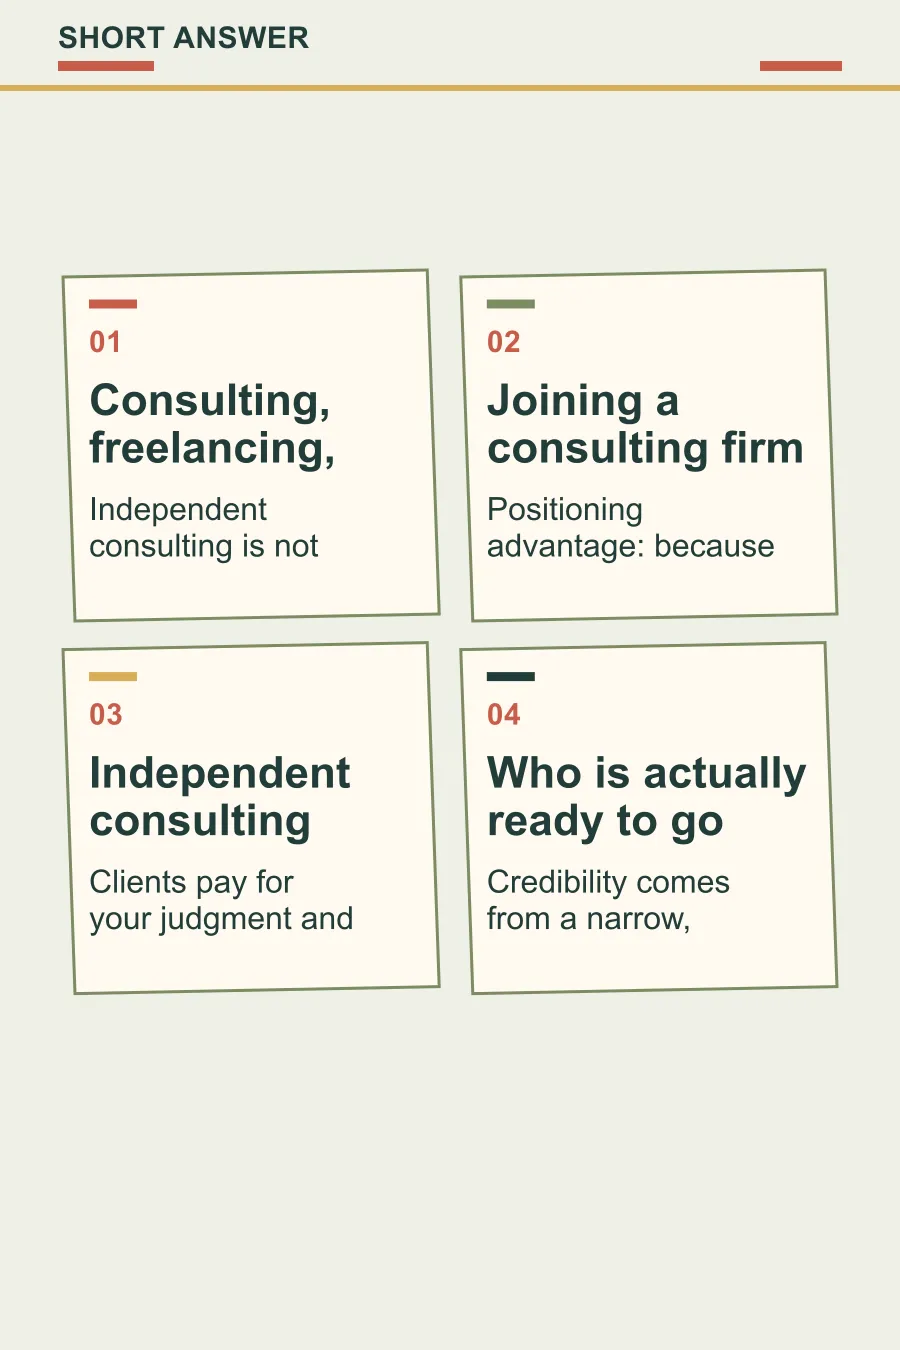 SHORT ANSWER
01
Consulting,
freelancing,
Independent
consulting is not
02
Joining a
consulting firm
Positioning
advantage: because
03
Independent
consulting
Clients pay for
your judgment and
04
Who is actually
ready to go
Credibility comes
from a narrow,